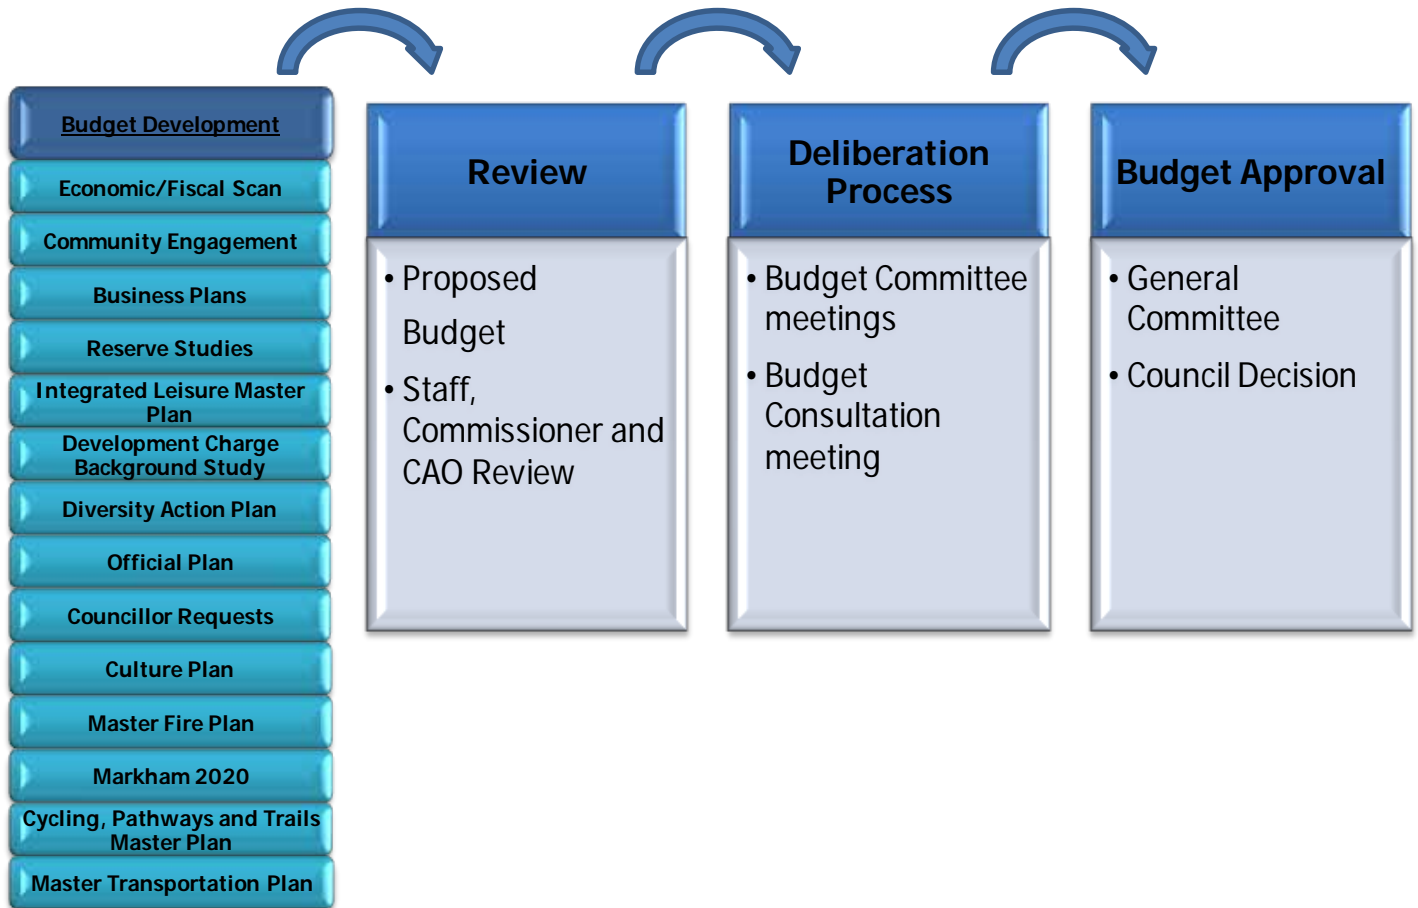 Budget Development
Economic/Fiscal Scan
Community Engagement
Business Plans
Reserve Studies
Integrated Leisure Master
Plan
Development Charge
Background Study
Diversity Action Plan
Official Plan
Councillor Requests
Culture Plan
Master Fire Plan
Markham 2020
Cycling, Pathways and Trails
Master Plan
Master Transportation Plan
Review
• Proposed
Budget
• Staff,
Commissioner and
CAO Review
Deliberation
Process
• Budget Committee
meetings
• Budget
Consultation
meeting
Budget Approval
• General
Committee
• Council Decision